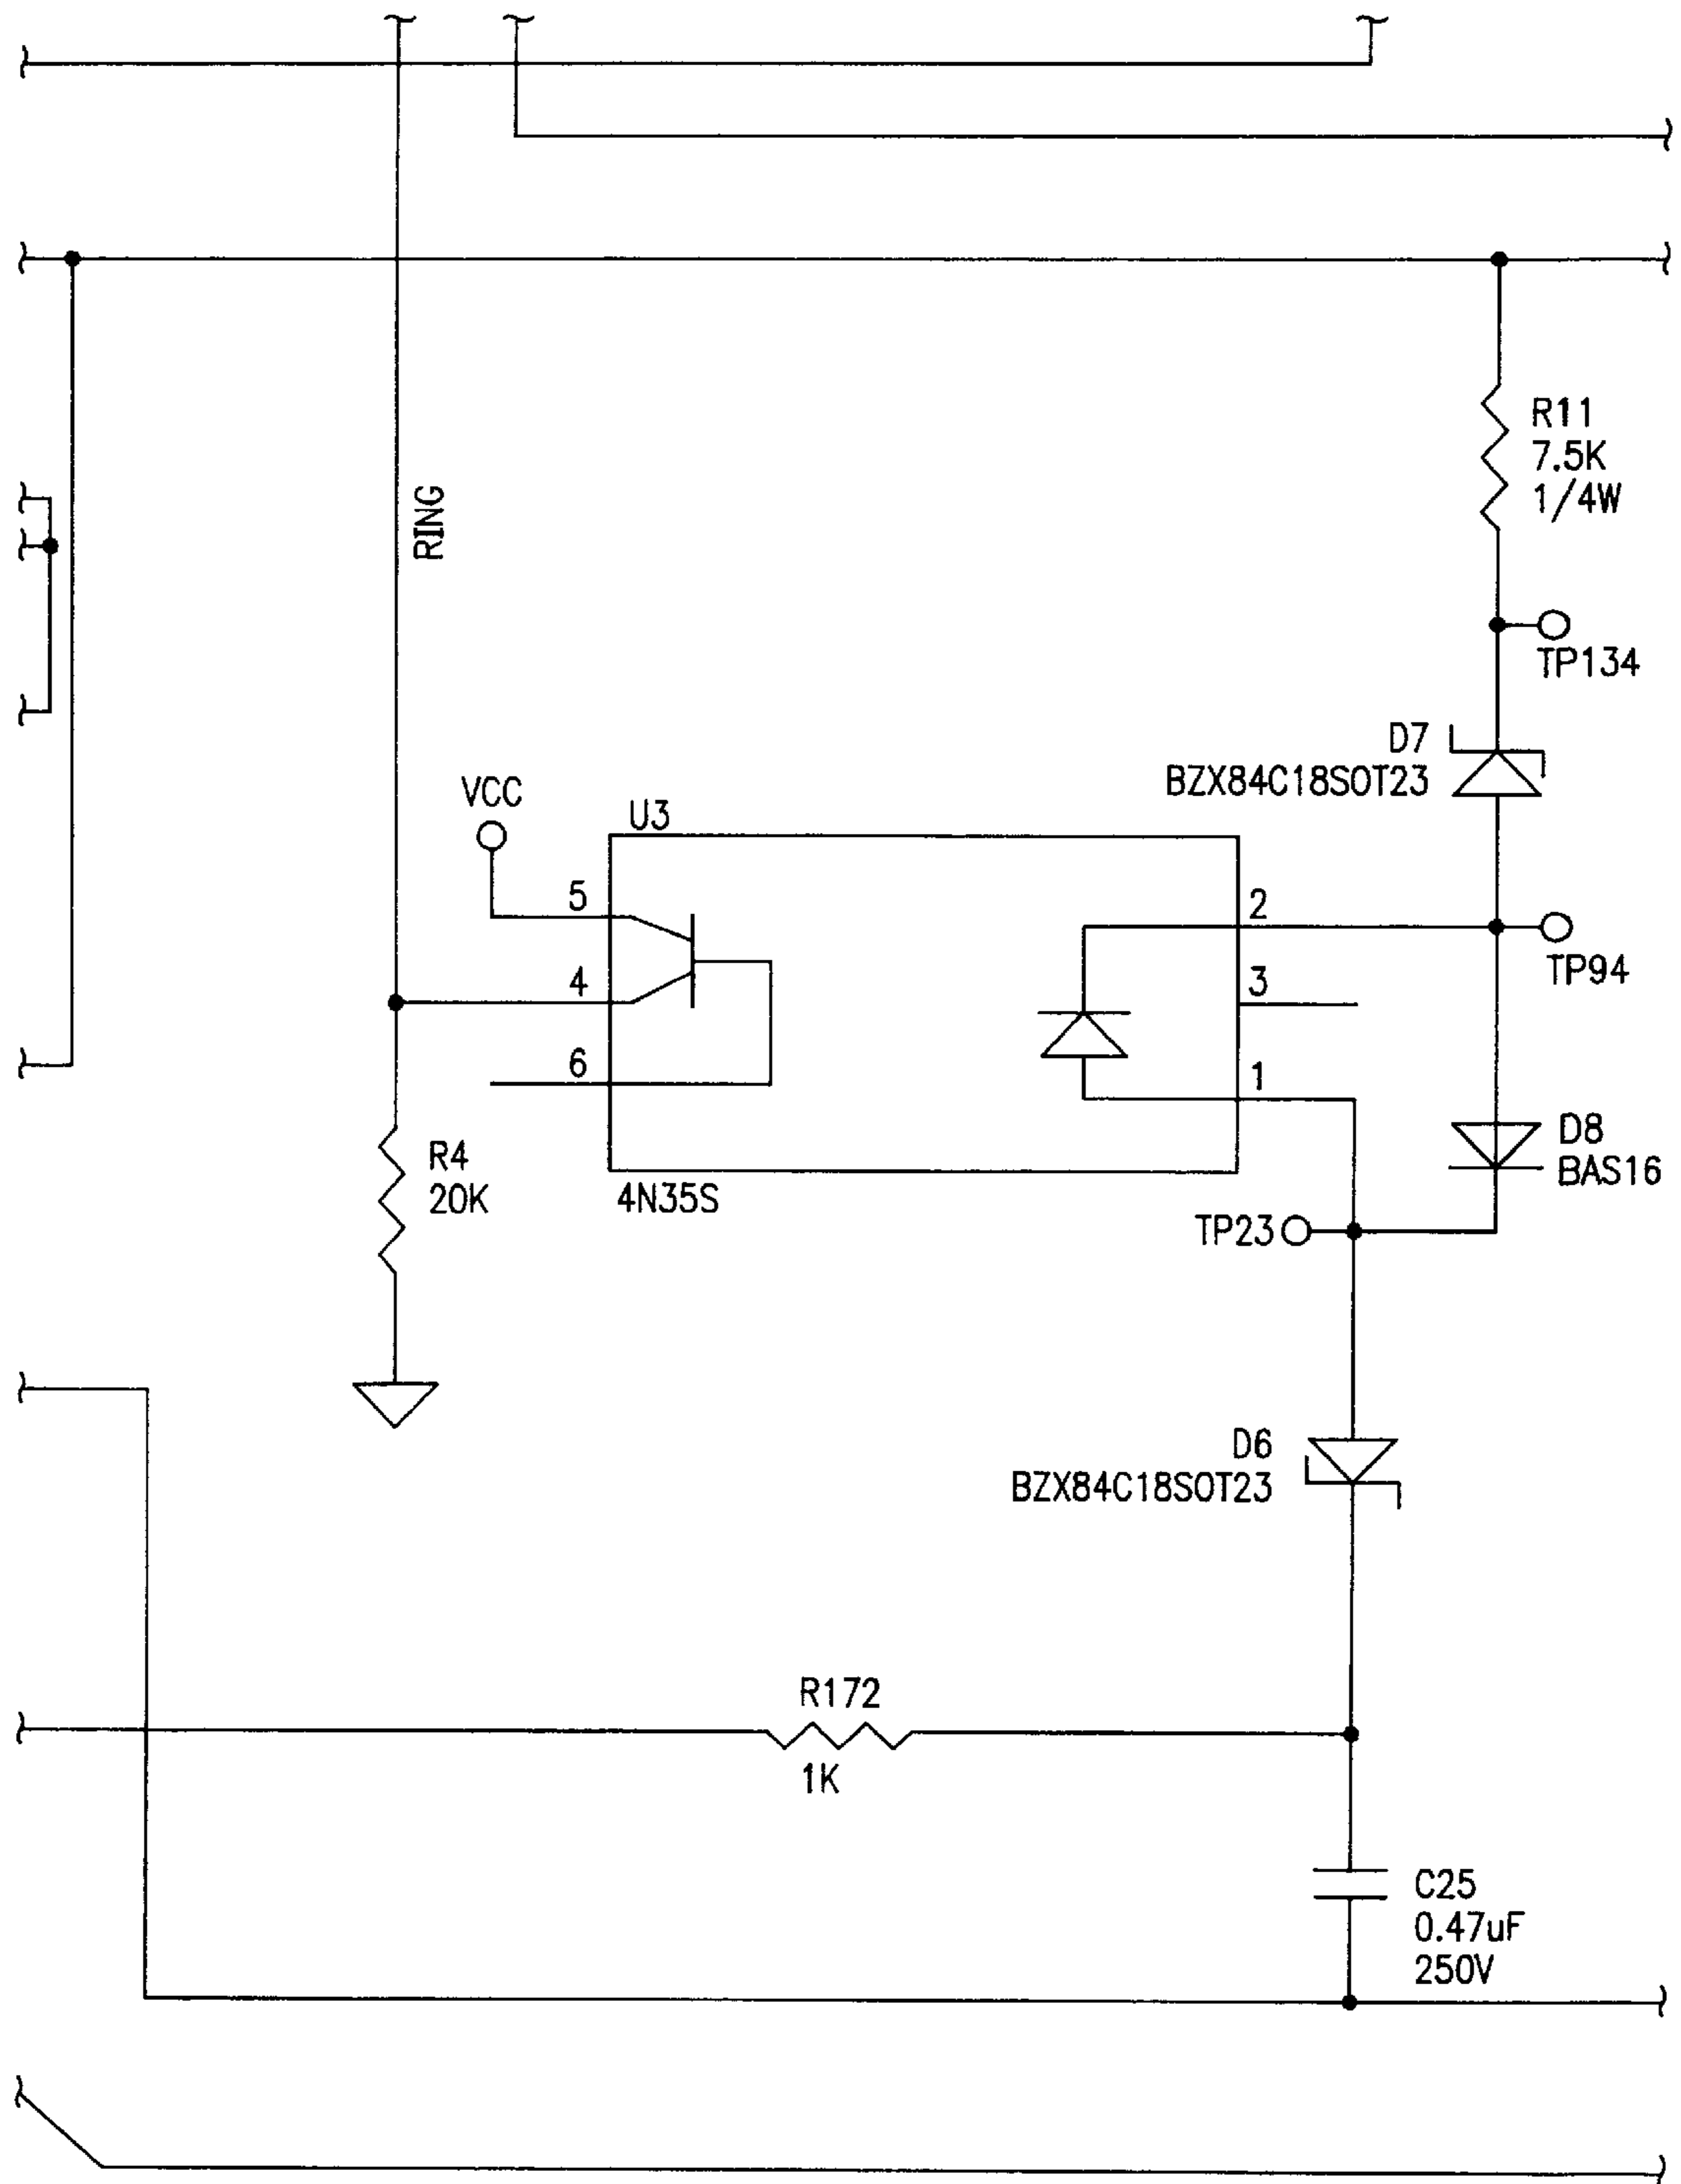 R11
7.5K
1/4W
RING
TP134
D7
BZX84C18SOT23
VCC
U3
5
2
TP94
4
3
6
1
D8
BAS16
R4
20K
4N35S
TP23
D6
BZX84C18SOT23
R172
1K
C25
0.47uF
250V